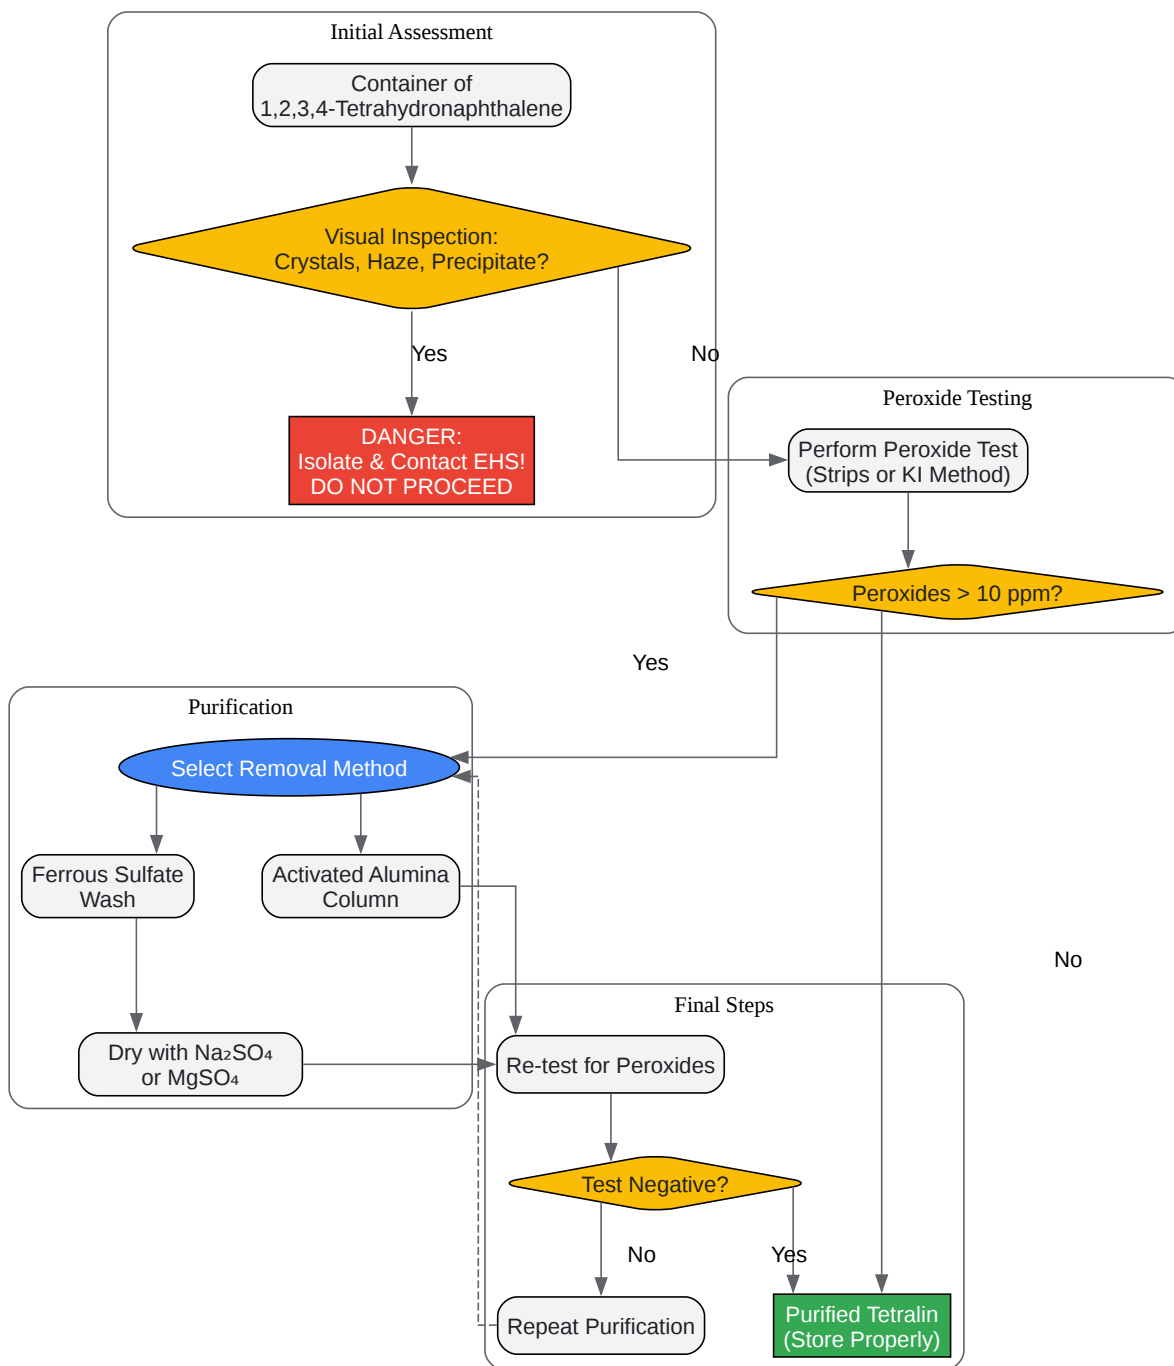 Initial Assessment
Container of
1,2,3,4-Tetrahydronaphthalene
Visual Inspection:
Crystals, Haze, Precipitate?
Yes
No
DANGER:
Isolate & Contact EHS!
DO NOT PROCEED
Peroxide Testing
Perform Peroxide Test
(Strips or KI Method)
Peroxides > 10 ppm?
Yes
No
Purification
Select Removal Method
Ferrous Sulfate
Wash
Activated Alumina
Column
Dry with Na₂SO₄
or MgSO₄
Final Steps
Re-test for Peroxides
Test Negative?
No
Yes
Repeat Purification
Purified Tetralin
(Store Properly)